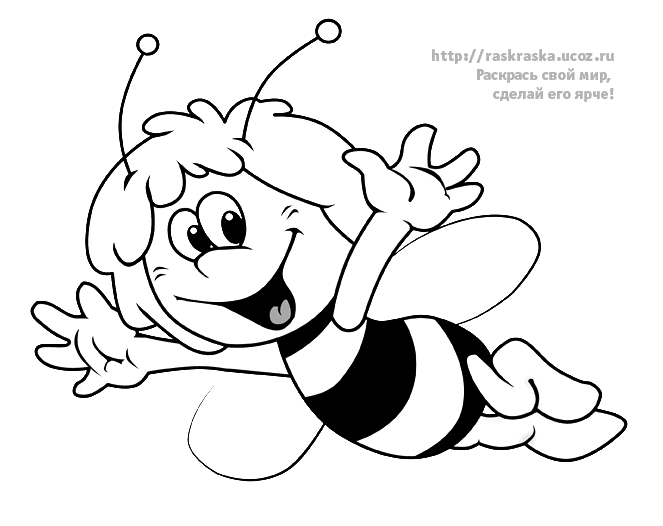 http://raskraska.ucoz.ru
Раскрась свой мир,
сделай его ярче!